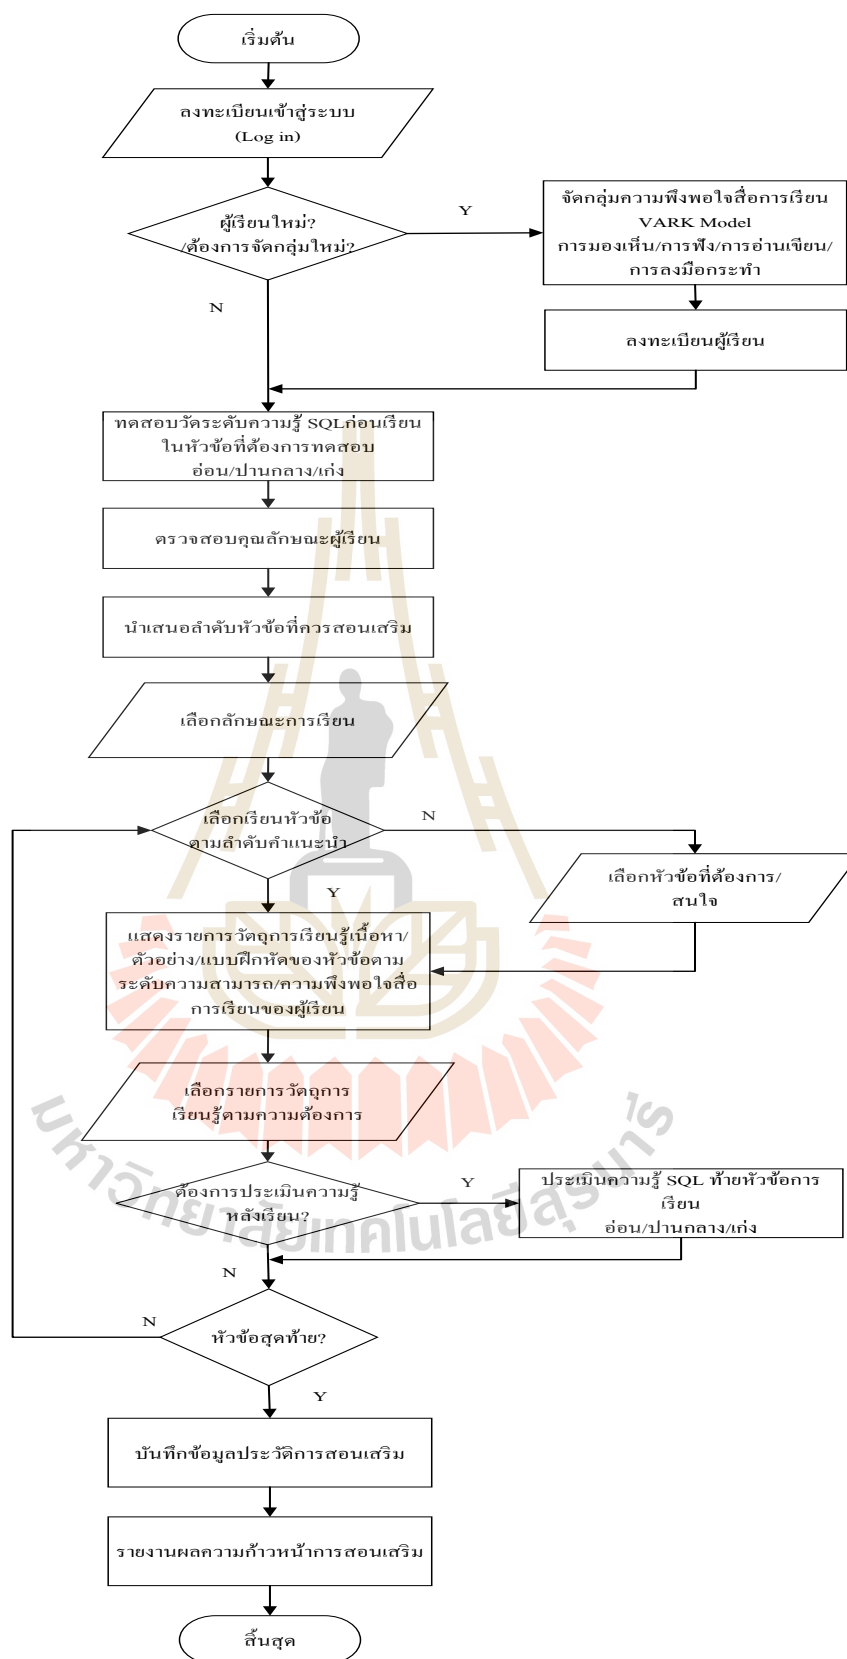 เริ่มต้น
ลงทะเบียนเข้าสู่ระบบ
(Log in)
ผู้เรียนใหม่?
/ต้องการจัดกลุ่มใหม่?
Y
จัดกลุ่มความพึงพอใจสื่อการเรียน
VARK Model
การมองเห็น/การฟัง/การอ่านเขียน/
การลงมือกระทำ
N
ลงทะเบียนผู้เรียน
ทดสอบวัดระดับความรู้ SQLก่อนเรียน
ในหัวข้อที่ต้องการทดสอบ
อ่อน/ปานกลาง/เก่ง
ตรวจสอบคุณลักษณะผู้เรียน
นำเสนอลำดับหัวข้อที่ควรสอนเสริม
เลือกลักษณะการเรียน
เลือกเรียนหัวข้อ
ตามลำดับคำแนะนำ
N
เลือกหัวข้อที่ต้องการ/
สนใจ
Y
แสดงรายการวัตถุการเรียนรู้เนื้อหา/
ตัวอย่าง/แบบฝึกหัดของหัวข้อตาม
ระดับความสามารถ/ความพึงพอใจสื่อ
การเรียนของผู้เรียน
เลือกรายการวัตถุการ
เรียนรู้ตามความต้องการ
ต้องการประเมินความรู้
หลังเรียน?
Y
ประเมินความรู้ SQL ท้ายหัวข้อการ
เรียน
อ่อน/ปานกลาง/เก่ง
มหาวิทยาลัยเทคโนโลยีสุรนารี
N
N
หัวข้อสุดท้าย?
Y
บันทึกข้อมูลประวัติการสอนเสริม
รายงานผลความก้าวหน้าการสอนเสริม
สิ้นสุด